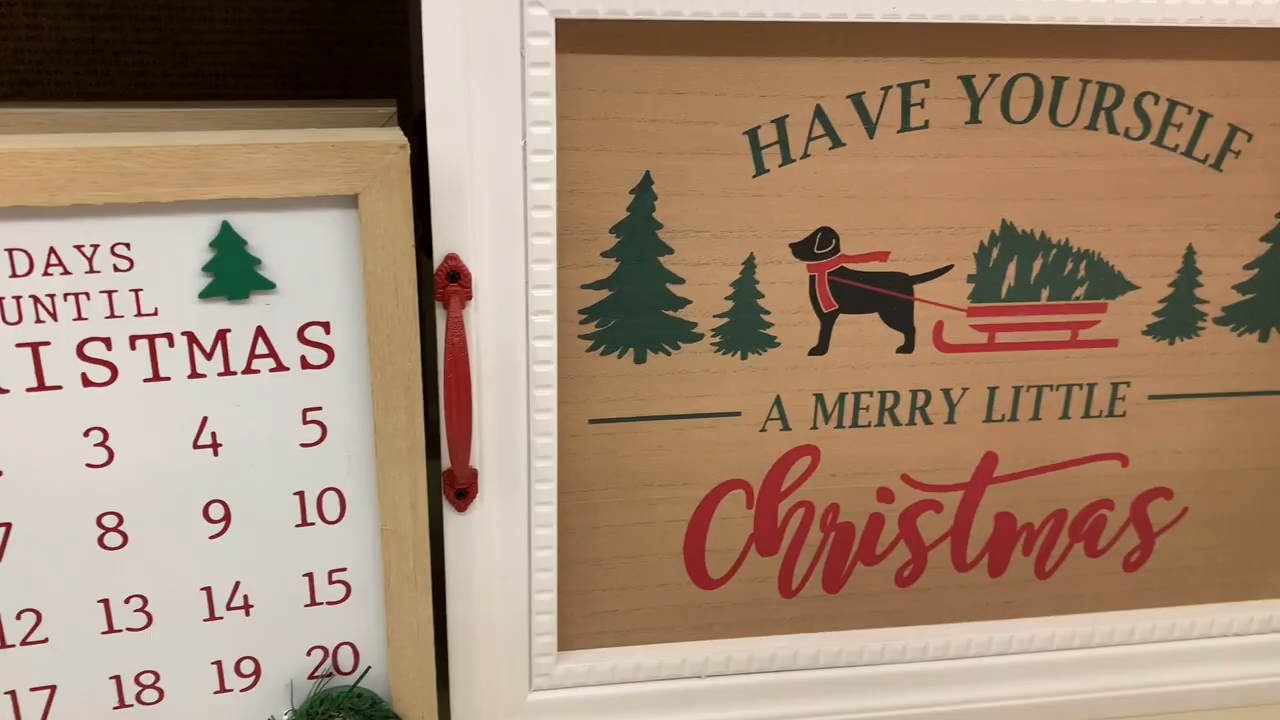 DAYS
UNTIL
3 4 5
8 9 10
12 13 14 15
17 18 19 20
HAVE YOURSELF
A MERRY LITTLE
Christmas